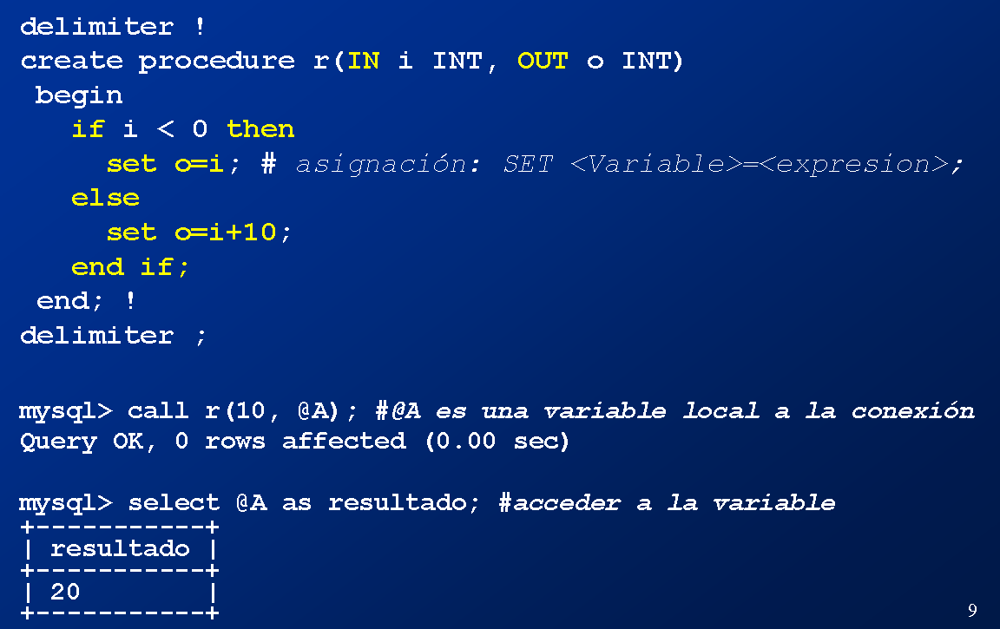 delimiter !
create procedure r(IN i INT, OUT o INT)
begin
if i < 0 then
set o=i; # asignación: SET <Variable>=<expresion>;
else
set o=i+10;
end if;
end; !
delimiter ;
mysql> call r(10, @A); #@A es una variable local a la conexión
Query OK, 0 rows affected (0.00 sec)
mysql> select @A as resultado; #acceder a la variable
+-----------+
| resultado |
+-----------+
| 20        |
+-----------+
9